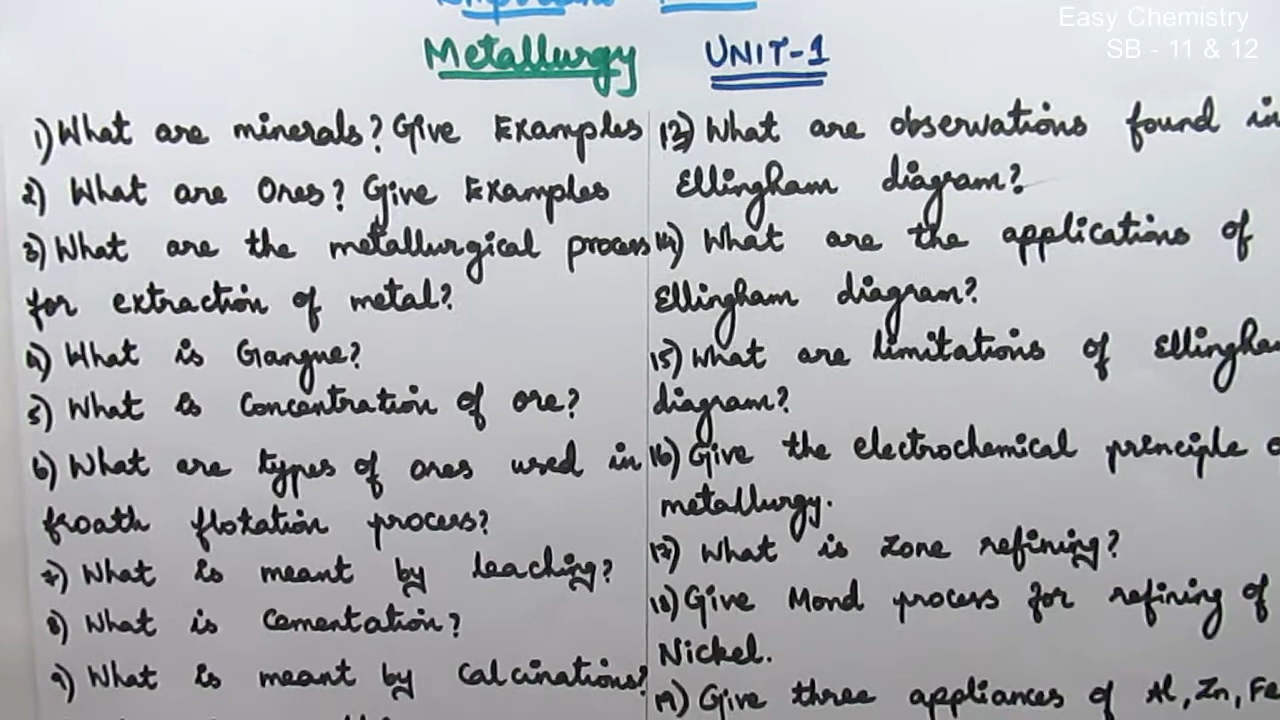 Easy Chemistry
SB - 11 & 12
Metallurgy UNIT-1
1) What are minerals? Give Examples
2) What are Ores? Give Examples
3) What are the metallurgical process
for extraction of metal?
4) What is Gangue?
5) What is Concentration of ore?
6) What are types of ores used in
froath flotation process?
7) What is meant by leaching?
8) What is Cementation?
9) What is meant by Calcinations?
13) What are observations found in
Ellingham diagram?
14) What are the applications of
Ellingham diagram?
15) What are limitations of
diagram?
16) Give the electrochemical principle
metallurgy.
17) What is zone refining?
18) Give Mond process for refining of
Nickel.
19) Give three appliances of Al, Zn, Fe